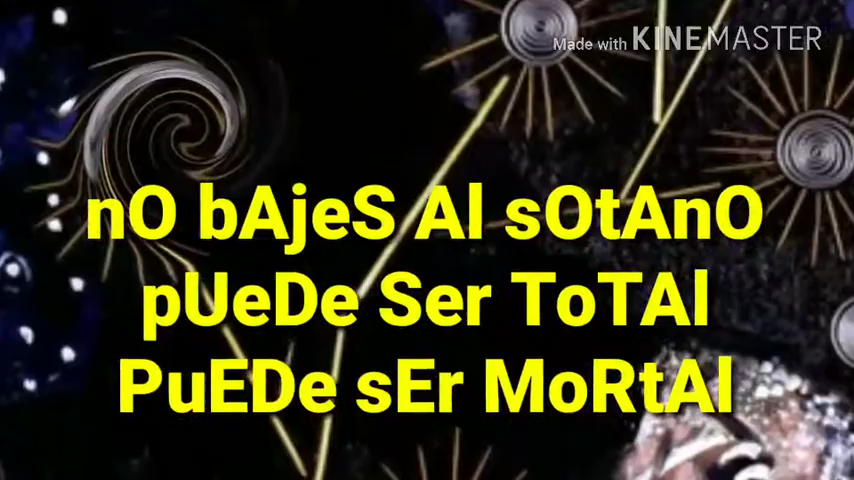 Made with KINEMASTER
nO bAjeS Al sOtAnO
pUeDe Ser ToTAl
PuEDe sEr MoRtAl